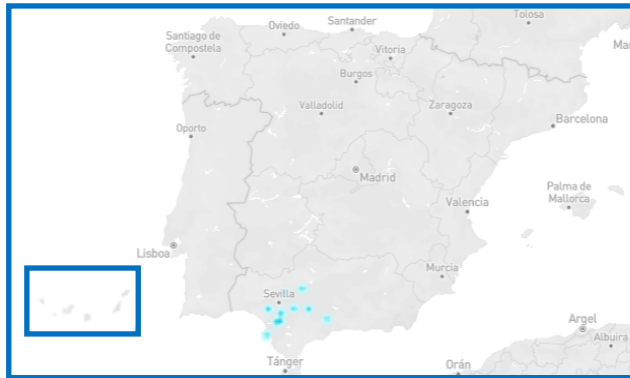 Tolosa
Oviedo
Santander
Santiago de
Compostela
Vitoria
Burgos
Valladolid
Zaragoza
Barcelona
Oporto
Madrid
Palma de
Mallorca
Valencia
Lisboa
Murcia
Sevilla
Argel
Albuira
Tánger
Orán